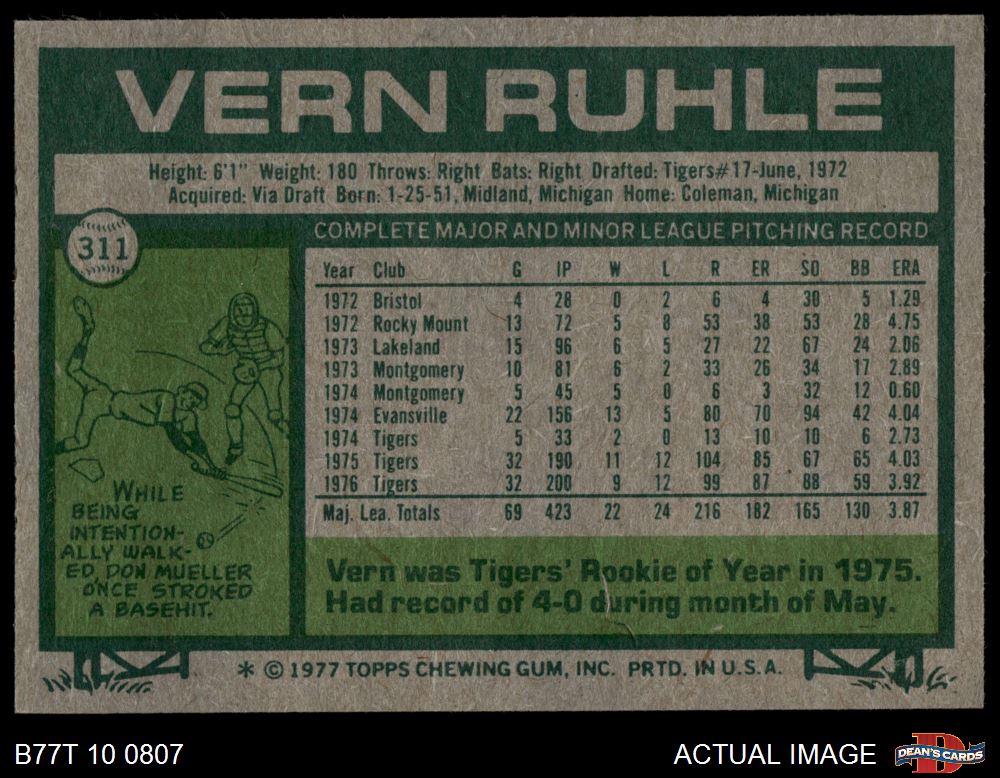 VERN RUHLE
Height: 6'1" Weight: 180 Throws: Right Bats: Right Drafted: Tigers#17-June, 1972
Acquired: Via Draft Born: 1-25-51, Midland, Michigan Home: Coleman, Michigan
311
COMPLETE MAJOR AND MINOR LEAGUE PITCHING RECORD
Year Club G IP W L R ER SO BB ERA
1972 Bristol 4 28 0 2 6 4 30 5 1.29
1972 Rocky Mount 13 72 5 8 53 38 53 28 4.75
1973 Lakeland 15 96 6 5 27 22 67 24 2.06
1973 Montgomery 10 81 6 2 33 26 34 17 2.89
1974 Montgomery 5 45 5 0 6 3 32 12 0.60
1974 Evansville 22 156 13 5 80 70 94 42 4.04
1974 Tigers 5 33 2 0 13 10 10 6 2.73
1975 Tigers 32 190 11 12 104 85 67 65 4.03
1976 Tigers 32 200 9 12 99 87 88 59 3.92
Maj. Lea. Totals 69 423 22 24 216 182 165 130 3.87
WHILE
BEING
INTENTION-
ALLY WALK-
ED, DON MUELLER
ONCE STROKED
A BASEHIT.
Vern was Tigers' Rookie of Year in 1975.
Had record of 4-0 during month of May.
* © 1977 TOPPS CHEWING GUM, INC. PRTD. IN U.S.A.
B77T 10 0807
ACTUAL IMAGE
DEAN'S CARDS